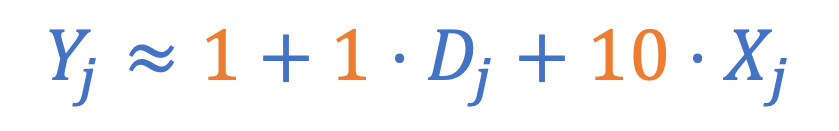 Yⱼ ≈ 1 + 1 · Dⱼ + 10 · Xⱼ